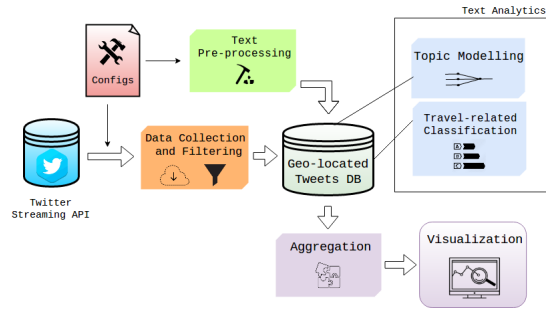 Text Analytics
Text
Pre-processing
Configs
Topic Modelling
Travel-related
Classification
A
D
C
Data Collection
and Filtering
Geo-located
Tweets DB
Twitter
Streaming API
Aggregation
Visualization